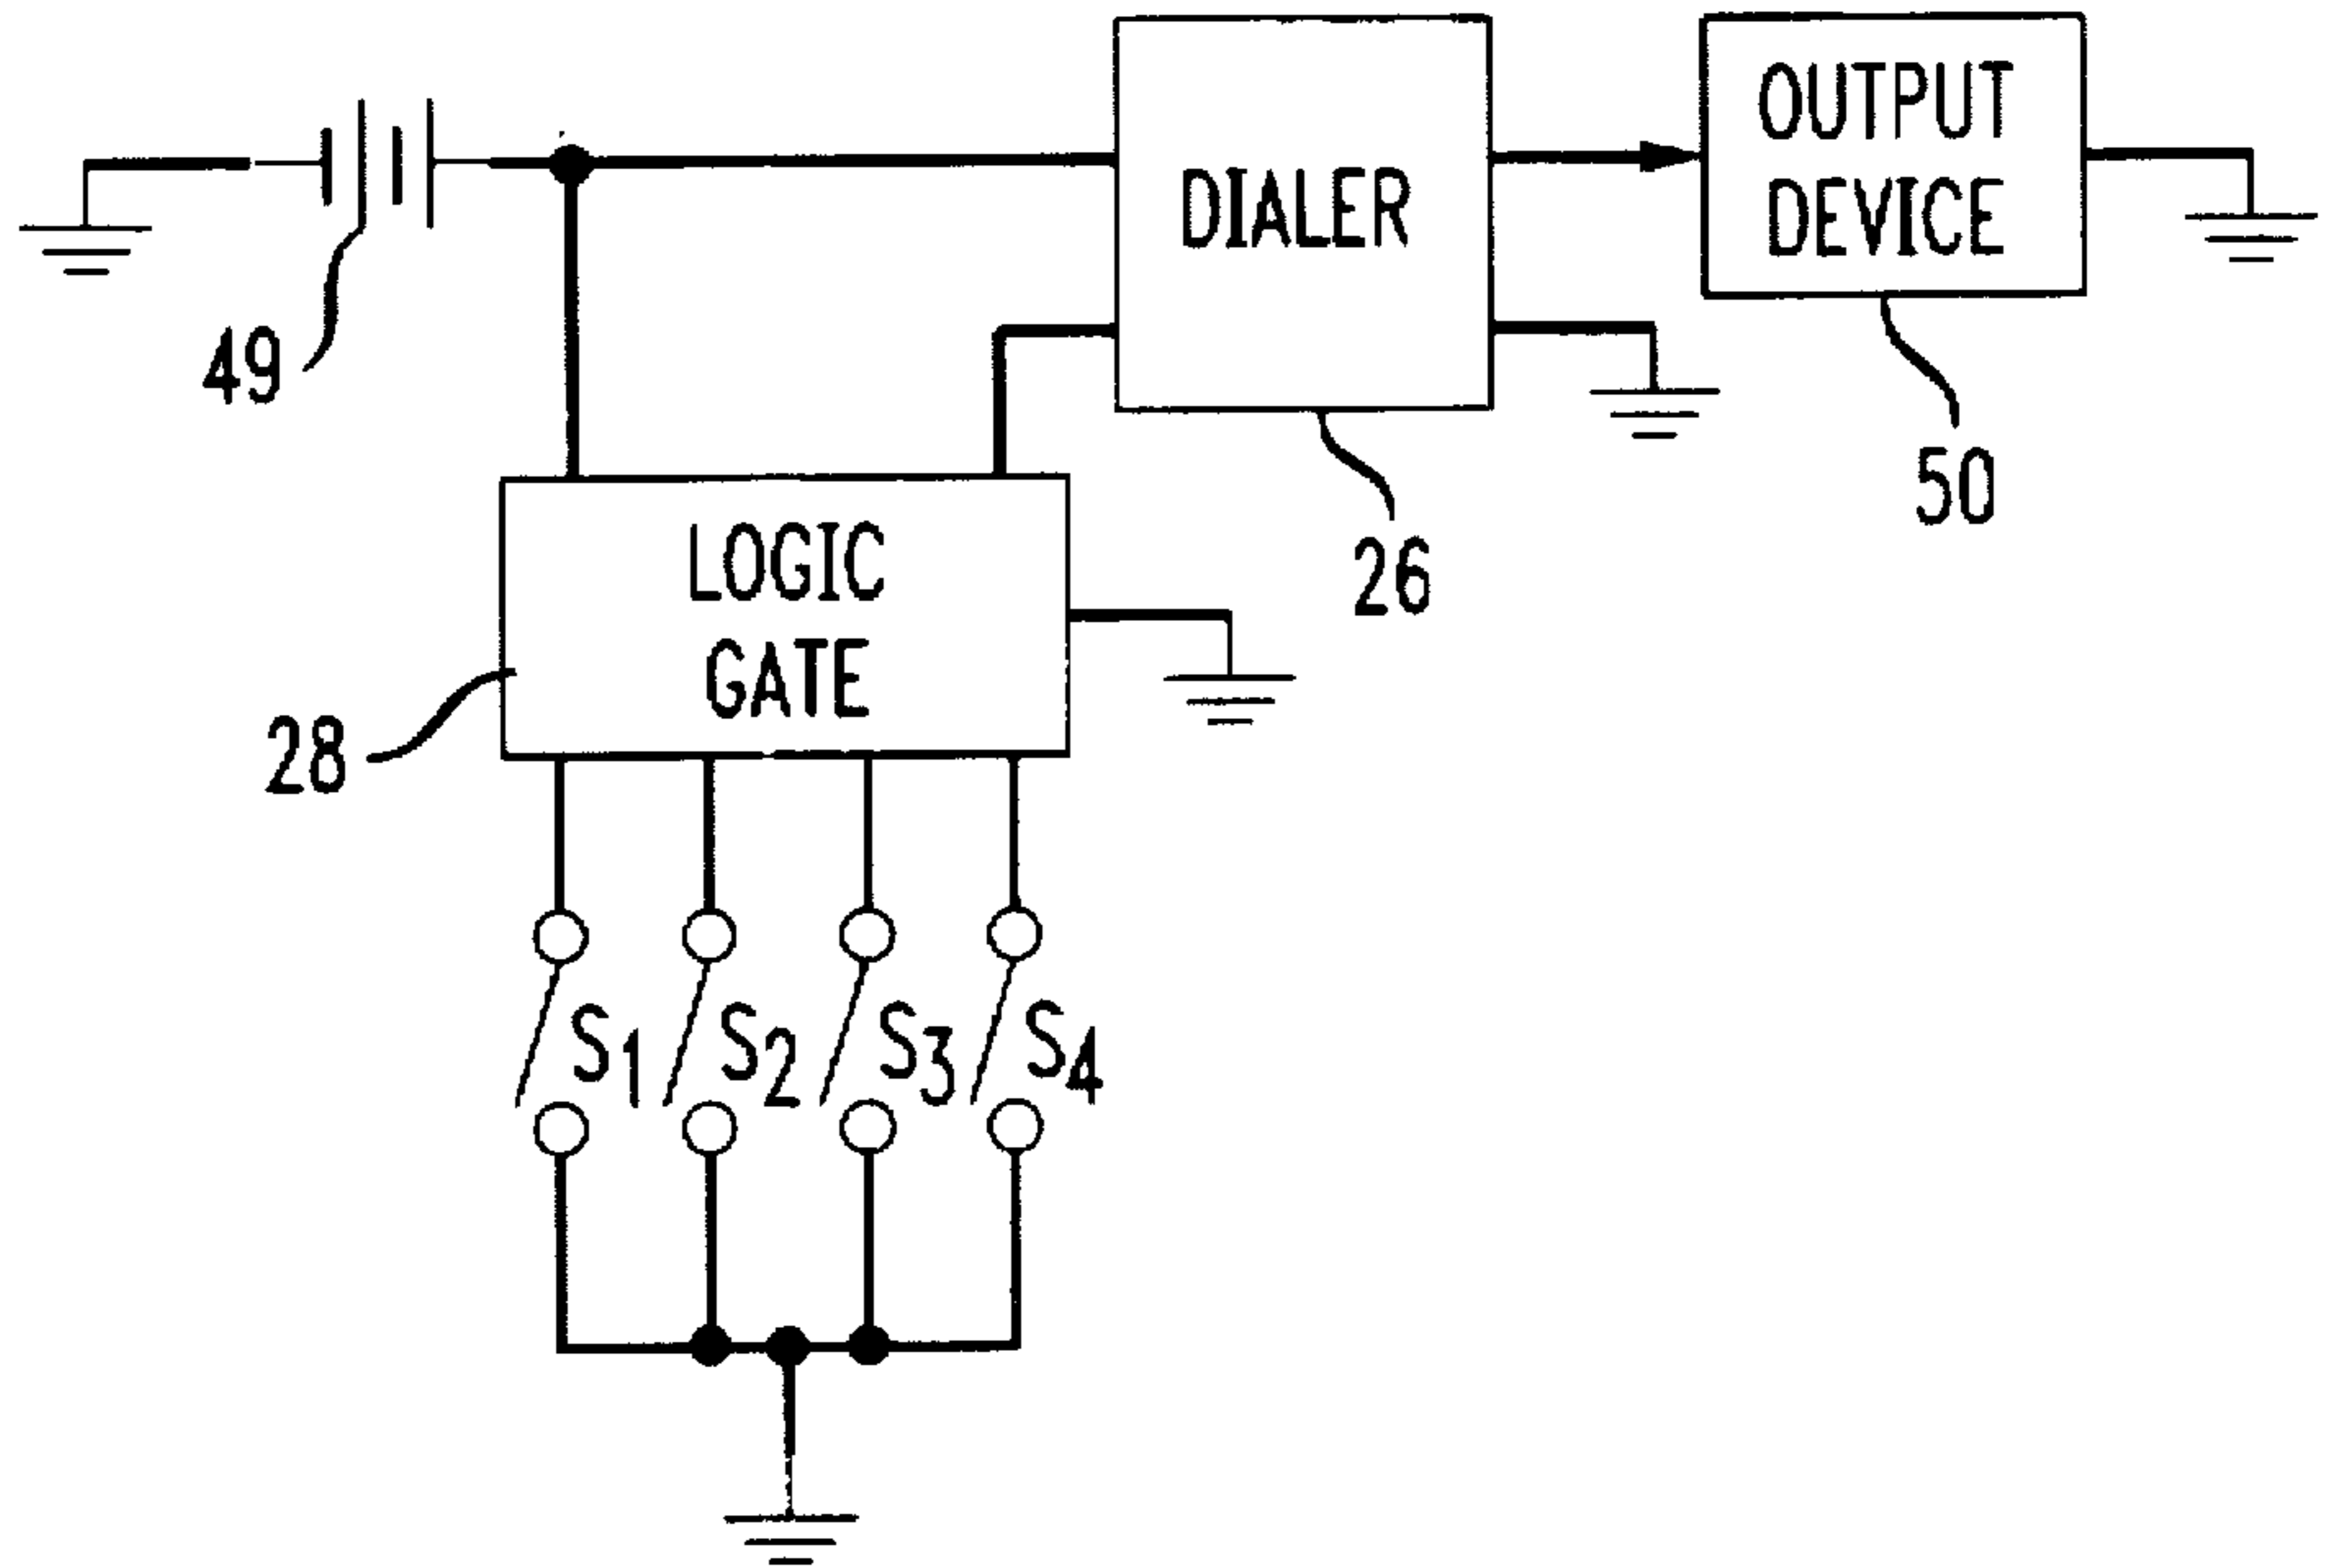 OUTPUT
DEVICE
DIALER
49
50
26
LOGIC
GATE
28
S1
S2
S3
S4